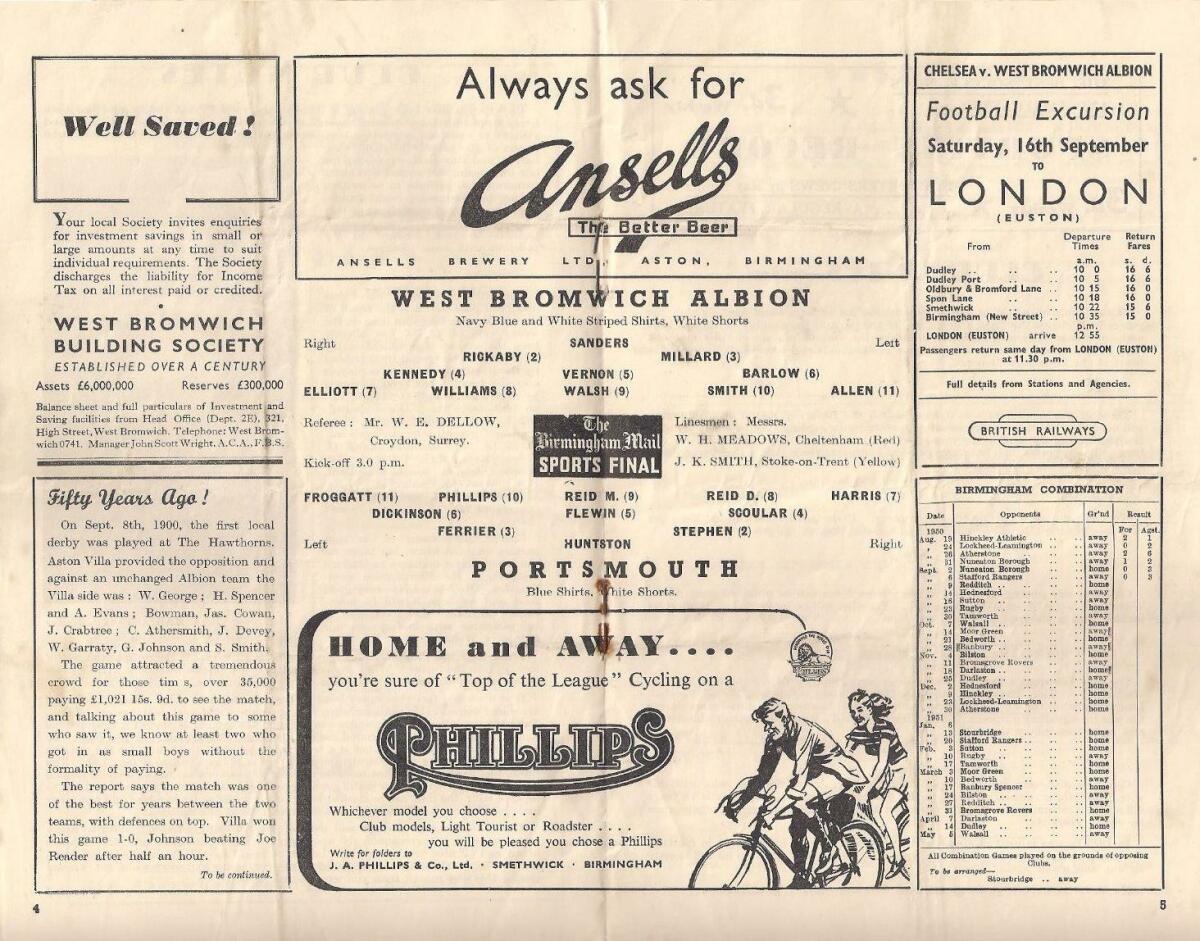 Well Saved !
Your local Society invites enquiries
for investment savings in small or
large amounts at any time to suit
individual requirements. The Society
discharges the liability for Income
Tax on all interest paid or credited.
WEST BROMWICH
BUILDING SOCIETY
ESTABLISHED OVER A CENTURY
Assets £6,000,000 Reserves £300,000
Balance sheet and full particulars of Investment and
Saving facilities from Head Office (Dept. 2E), 321,
High Street, West Bromwich. Telephone: West Brom-
wich 0741. Manager John Scott Wright, A.C.A., F.B.S.
Fifty Years Ago !
On Sept. 8th, 1900, the first local
derby was played at The Hawthorns.
Aston Villa provided the opposition and
against an unchanged Albion team the
Villa side was : W. George ; H. Spencer
and A. Evans ; Bowman, Jas. Cowan,
J. Crabtree ; C. Athersmith, J. Devey,
W. Garraty, G. Johnson and S. Smith.
The game attracted a tremendous
crowd for those tim s, over 35,000
paying £1,021 15s. 9d. to see the match,
and talking about this game to some
who saw it, we know at least two who
got in as small boys without the
formality of paying.
The report says the match was one
of the best for years between the two
teams, with defences on top. Villa won
this game 1-0, Johnson beating Joe
Reader after half an hour.
To be continued.
4
Always ask for
Ansells
The Better Beer
ANSELLS BREWERY LTD., ASTON, BIRMINGHAM
WEST BROMWICH ALBION
Navy Blue and White Striped Shirts, White Shorts
Right SANDERS Left
RICKABY (2) MILLARD (3)
KENNEDY (4) VERNON (5) BARLOW (6)
ELLIOTT (7) WILLIAMS (8) WALSH (9) SMITH (10) ALLEN (11)
Referee : Mr. W. E. DELLOW,
Croydon, Surrey.
Kick-off 3.0 p.m.
The
Birmingham Mail
SPORTS FINAL
Linesmen : Messrs.
W. H. MEADOWS, Cheltenham (Red)
J. K. SMITH, Stoke-on-Trent (Yellow)
FROGGATT (11) PHILLIPS (10) REID M. (9) REID D. (8) HARRIS (7)
DICKINSON (6) FLEWIN (5) SCOULAR (4)
FERRIER (3) STEPHEN (2)
Left HUNTSTON Right
PORTSMOUTH
Blue Shirts, White Shorts.
HOME and AWAY....
you're sure of "Top of the League" Cycling on a
PHILLIPS
Whichever model you choose . . . .
Club models, Light Tourist or Roadster . . . .
you will be pleased you chose a Phillips
Write for folders to
J. A. PHILLIPS & Co., Ltd. · SMETHWICK · BIRMINGHAM
CHELSEA v. WEST BROMWICH ALBION
Football Excursion
Saturday, 16th September
TO
LONDON
(EUSTON)
From Departure Times Return Fares
a.m. s. d.
Dudley .. .. .. 10 0 16 6
Dudley Port .. .. 10 5 16 6
Oldbury & Bromford Lane .. 10 15 16 0
Spon Lane .. .. 10 18 16 0
Smethwick .. .. 10 22 15 6
Birmingham (New Street) .. 10 35 15 0
p.m.
LONDON (EUSTON) arrive 12 55
Passengers return same day from LONDON (EUSTON)
at 11.30 p.m.
Full details from Stations and Agencies.
BRITISH RAILWAYS
BIRMINGHAM COMBINATION
Date Opponents Gr'nd Result
1950 For Agst.
Aug. 19 Hinckley Athletic .. .. away 2 1
" 24 Lockheed-Leamington .. .. away 0 2
" 26 Atherstone .. .. away 2 6
" 31 Nuneaton Borough .. .. away 1 2
Sept. 2 Nuneaton Borough .. .. home 0 3
" 6 Stafford Rangers .. .. away 0 3
" 9 Redditch .. .. home
" 14 Hednesford .. .. away
" 16 Sutton .. .. away
" 23 Rugby .. .. home
" 30 Tamworth .. .. away
Oct. 7 Walsall .. .. home
" 14 Moor Green .. .. away
" 21 Bedworth .. .. home
" 28 Banbury .. .. away
Nov. 4 Bilston .. .. home
" 11 Bromsgrove Rovers .. .. away
" 18 Darlaston .. .. home
" 25 Dudley .. .. away
Dec. 2 Hednesford .. .. home
" 9 Hinckley .. .. home
" 23 Lockheed-Leamington .. .. home
" 30 Atherstone .. .. home
1951
Jan. 6
" 13 Stourbridge .. .. home
" 20 Stafford Rangers .. .. home
Feb. 3 Sutton .. .. home
" 10 Rugby .. .. away
" 17 Tamworth .. .. home
March 3 Moor Green .. .. home
" 10 Bedworth .. .. away
" 17 Banbury Spencer .. .. home
" 24 Bilston .. .. away
" 27 Redditch .. .. away
" 31 Bromsgrove Rovers .. .. home
April 7 Darlaston .. .. away
" 14 Dudley .. .. home
May 5 Walsall .. .. away
All Combination Games played on the grounds of opposing
Clubs.
To be arranged—
Stourbridge .. away
5